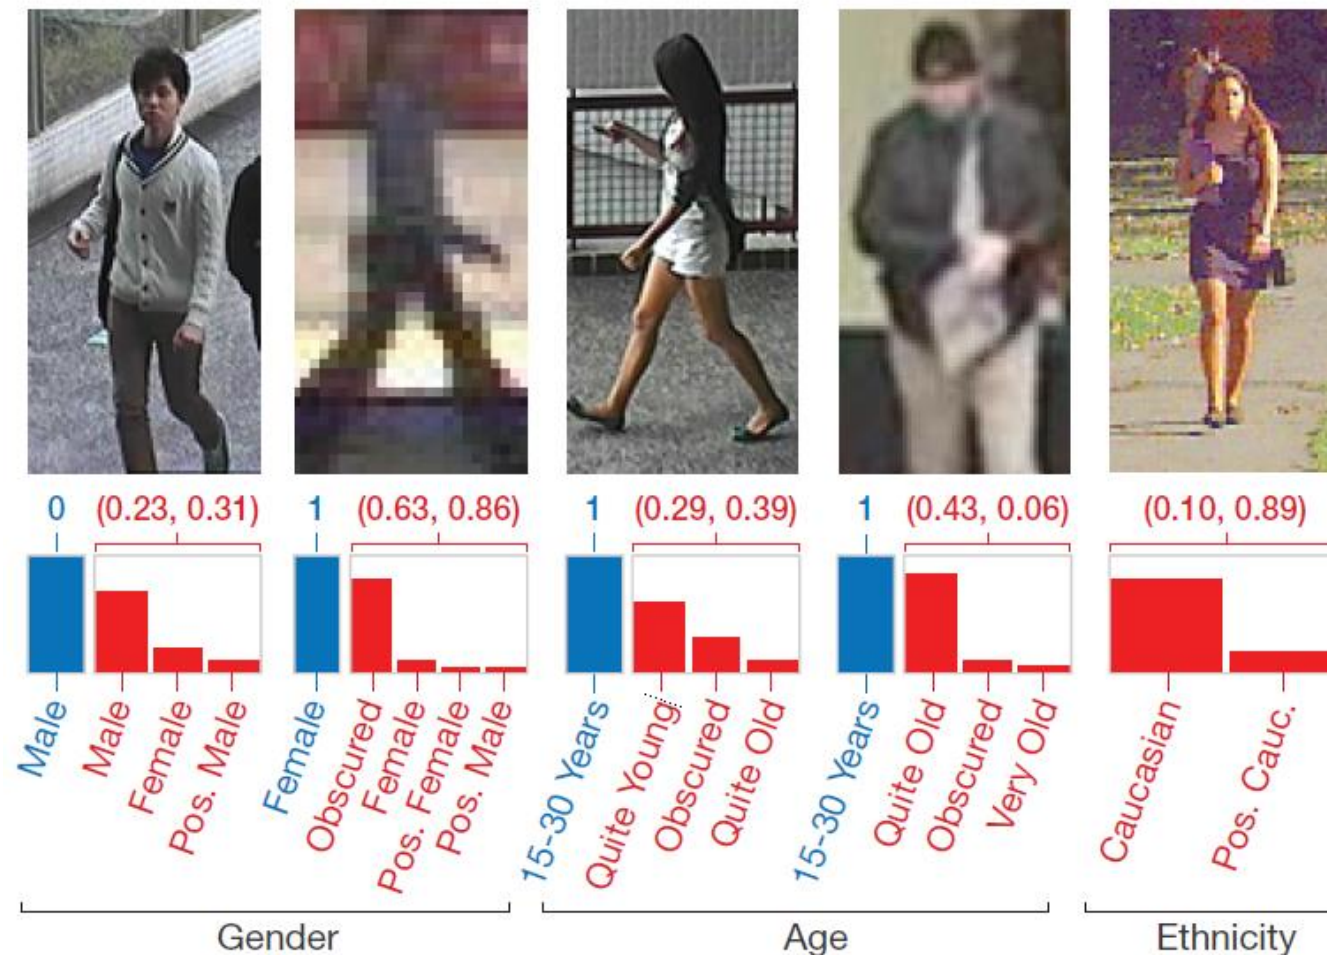 0 (0.23, 0.31) 1 (0.63, 0.86) 1 (0.29, 0.39) 1 (0.43, 0.06) (0.10, 0.89)
Male Male Female Pos. Male Female Obscured Female Pos. Female Pos. Male 15-30 Years Quite Young Obscured Quite Old 15-30 Years Quite Old Obscured Very Old Caucasian Pos. Cauc.
Gender Age Ethnicity